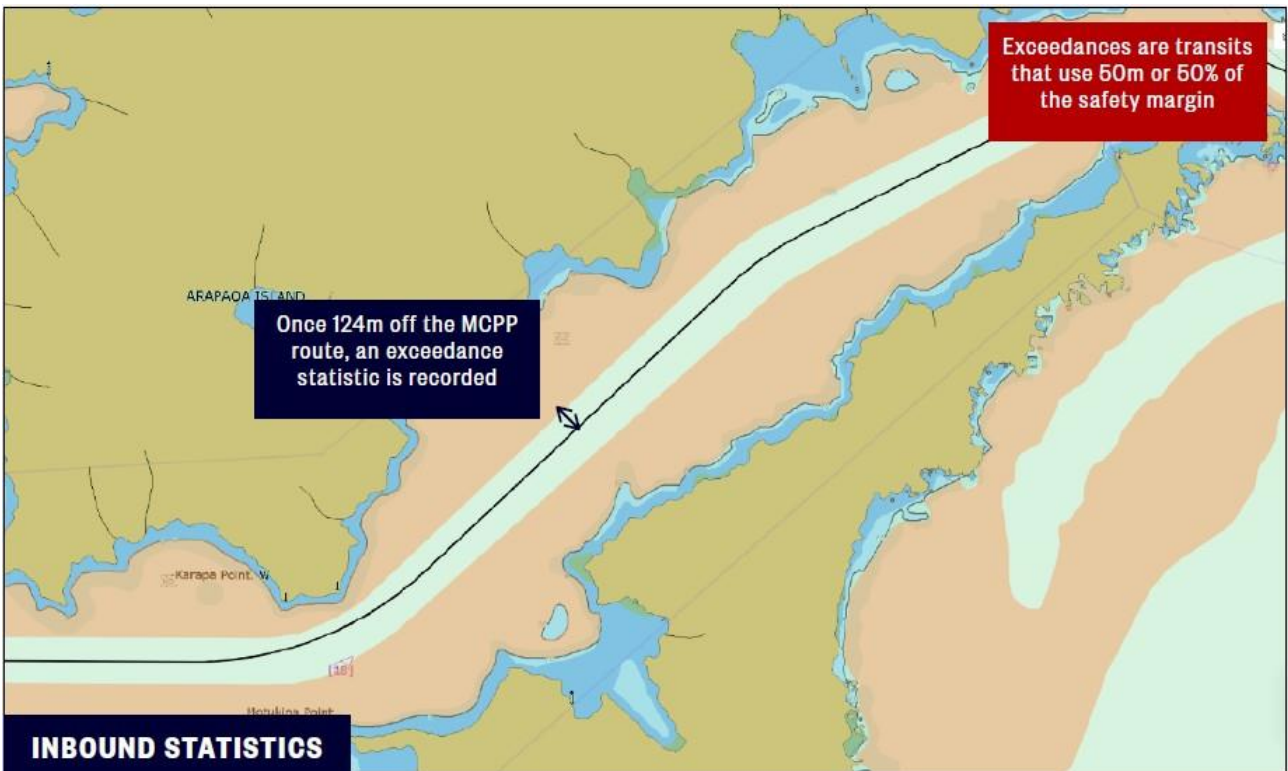 Exceedances are transits
that use 50m or 50% of
the safety margin
ARAPAOA ISLAND
Once 124m off the MCPP
route, an exceedance
statistic is recorded
Karapa Point. W
[18]
Motukina Point
INBOUND STATISTICS